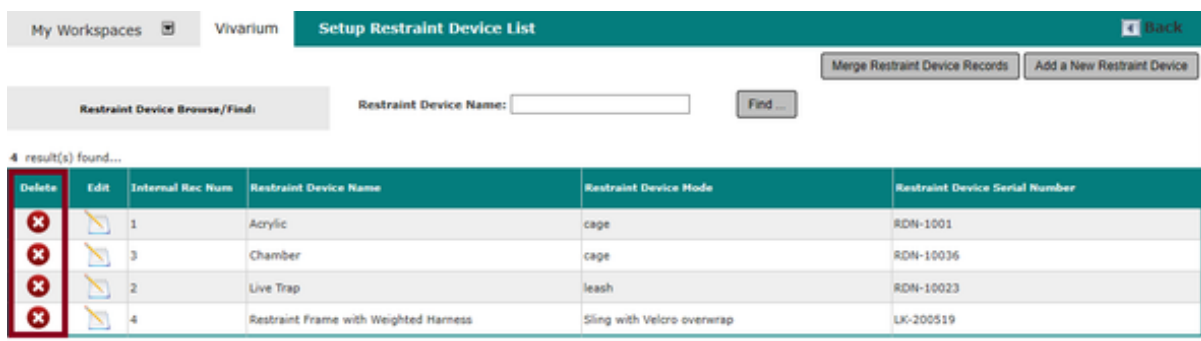 My Workspaces Vivarium Setup Restraint Device List Back
Merge Restraint Device Records Add a New Restraint Device
Restraint Device Browse/Find: Restraint Device Name: Find ...
4 result(s) found...
Delete Edit Internal Rec Num Restraint Device Name Restraint Device Mode Restraint Device Serial Number
1 Acrylic cage RDN-1001
3 Chamber cage RDN-10036
2 Live Trap leash RDN-10023
4 Restraint Frame with Weighted Harness Sling with Velcro overwrap LK-200519